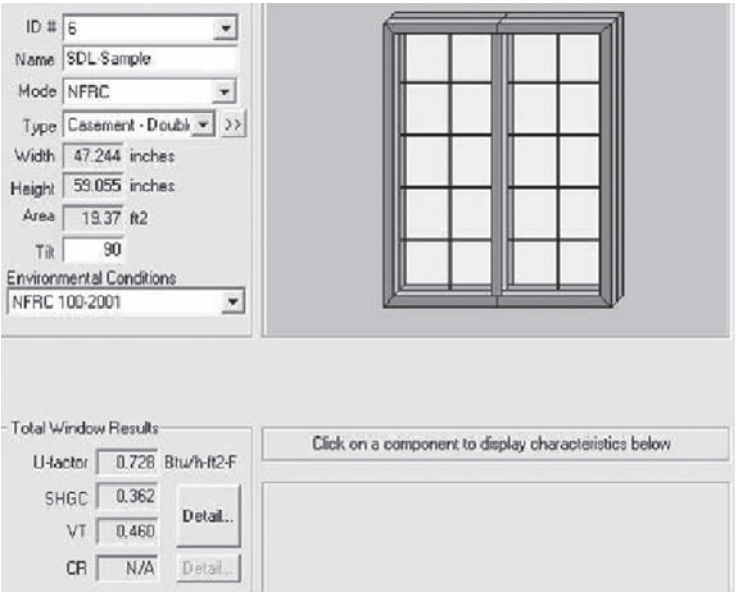 ID # 6
Name SDL-Sample
Mode NFRC
Type Casement - Doubl >>
Width 47.244 inches
Height 59.055 inches
Area 19.37 ft2
Tilt 90
Environmental Conditions
NFRC 100-2001
Total Window Results
U-factor 0.728 Btu/h-ft2-F
SHGC 0.362
VT 0.460
Detail...
CR N/A Detail...
Click on a component to display characteristics below